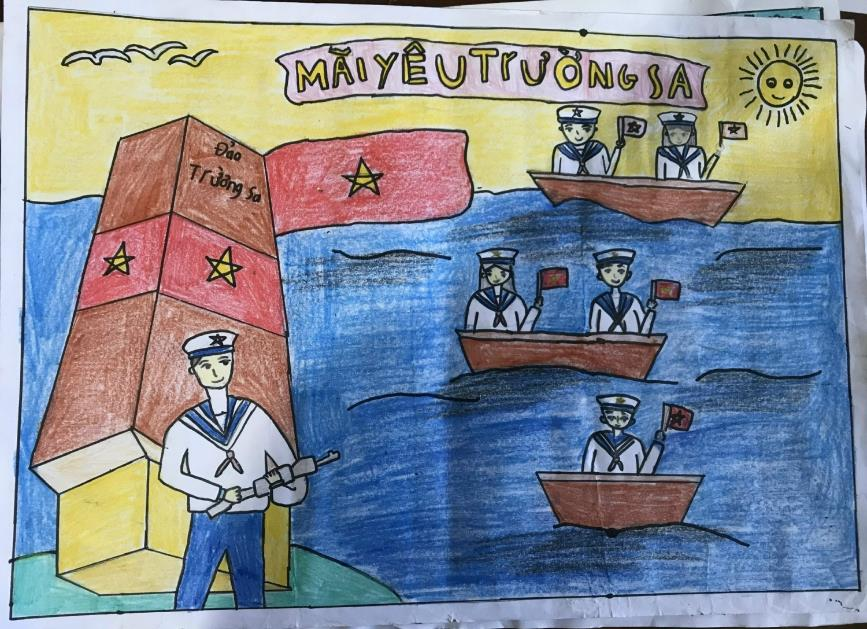 MÃI YÊU TRƯỜNG SA
Đảo
Trường Sa